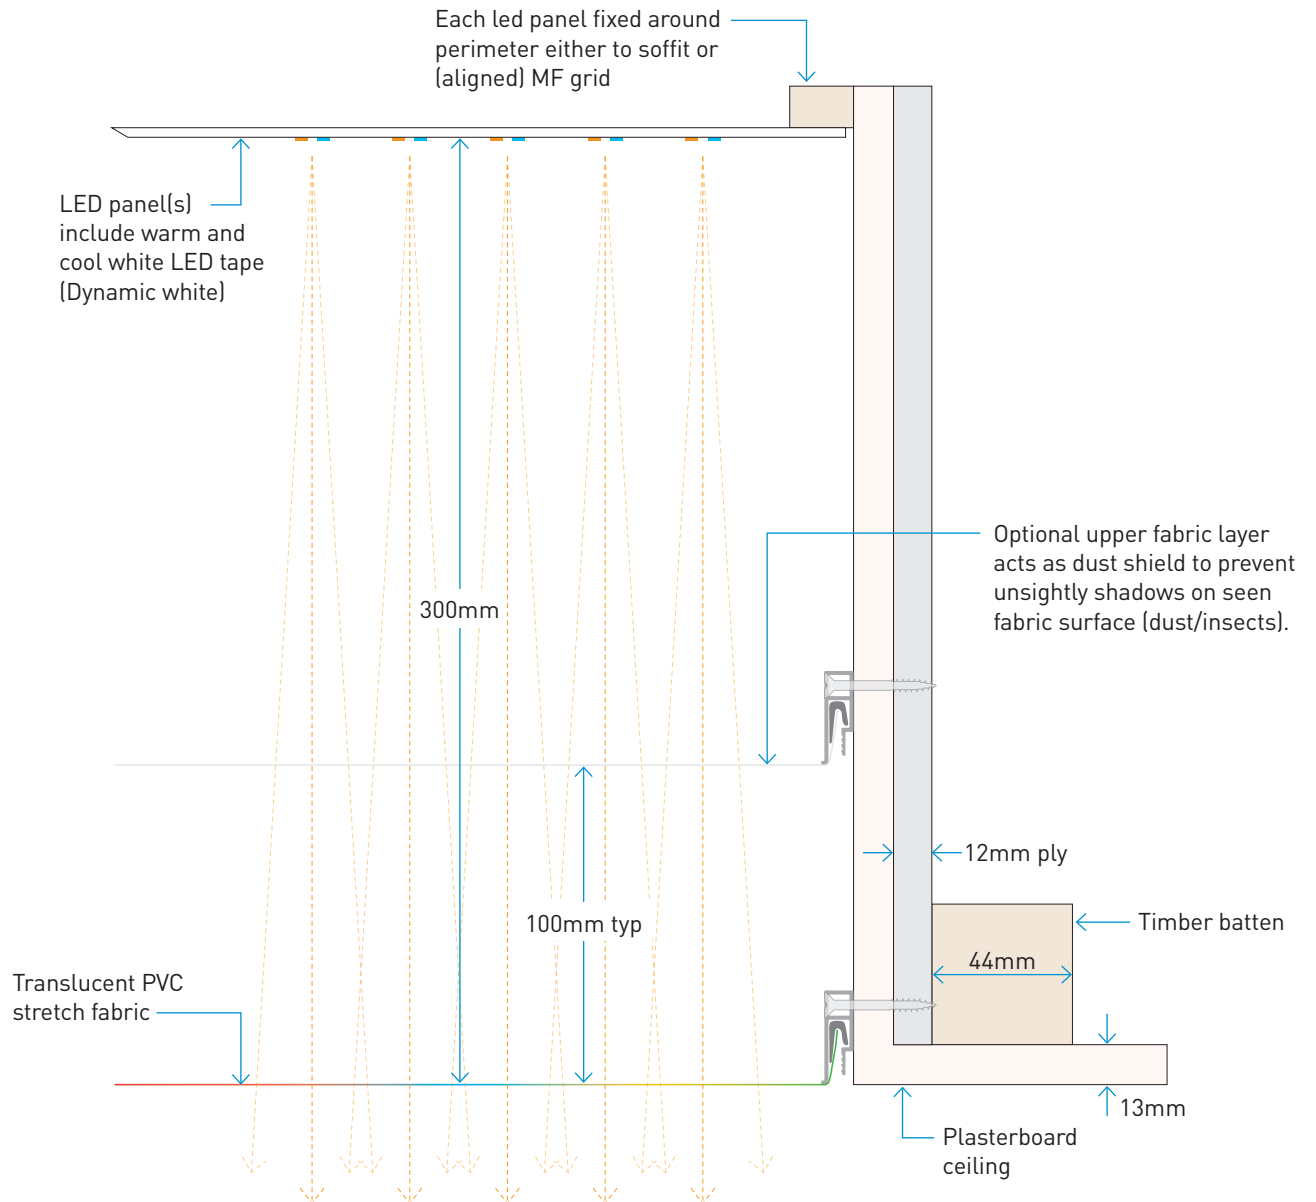 Each led panel fixed around
perimeter either to soffit or
(aligned) MF grid
LED panel(s)
include warm and
cool white LED tape
(Dynamic white)
Optional upper fabric layer
acts as dust shield to prevent
unsightly shadows on seen
fabric surface (dust/insects).
300mm
12mm ply
100mm typ
Timber batten
44mm
Translucent PVC
stretch fabric
13mm
Plasterboard
ceiling